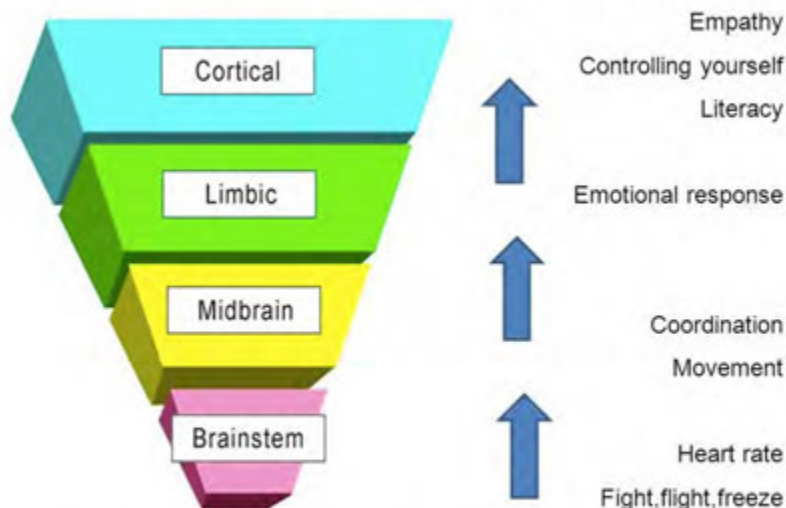 Empathy
Cortical
Controlling yourself
Literacy
Limbic
Emotional response
Midbrain
Coordination
Movement
Brainstem
Heart rate
Fight,flight,freeze